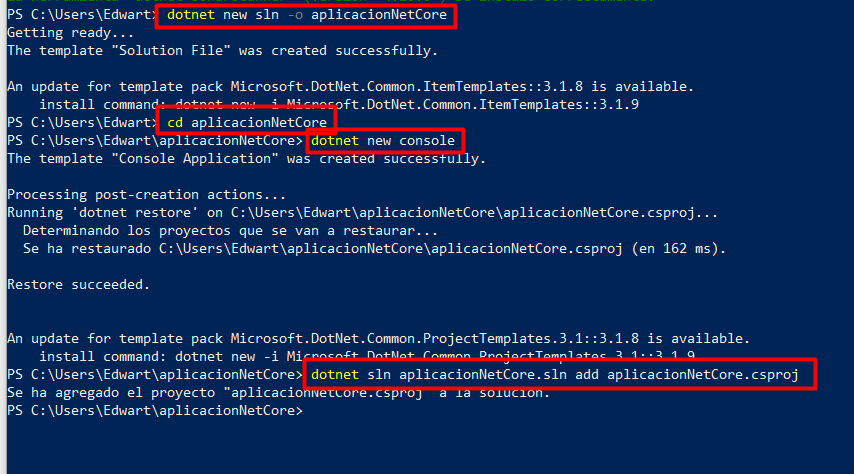 PS C:\Users\Edwart> dotnet new sln -o aplicacionNetCore
Getting ready...
The template "Solution File" was created successfully.
An update for template pack Microsoft.DotNet.Common.ItemTemplates::3.1.8 is available.
install command: dotnet new -i Microsoft.DotNet.Common.ItemTemplates::3.1.9
PS C:\Users\Edwart> cd aplicacionNetCore
PS C:\Users\Edwart\aplicacionNetCore> dotnet new console
The template "Console Application" was created successfully.
Processing post-creation actions...
Running 'dotnet restore' on C:\Users\Edwart\aplicacionNetCore\aplicacionNetCore.csproj...
Determinando los proyectos que se van a restaurar...
Se ha restaurado C:\Users\Edwart\aplicacionNetCore\aplicacionNetCore.csproj (en 162 ms).
Restore succeeded.
An update for template pack Microsoft.DotNet.Common.ProjectTemplates.3.1::3.1.8 is available.
install command: dotnet new -i Microsoft.DotNet.Common.ProjectTemplates.3.1::3.1.9
PS C:\Users\Edwart\aplicacionNetCore> dotnet sln aplicacionNetCore.sln add aplicacionNetCore.csproj
Se ha agregado el proyecto "aplicacionNetCore.csproj" a la solución.
PS C:\Users\Edwart\aplicacionNetCore>